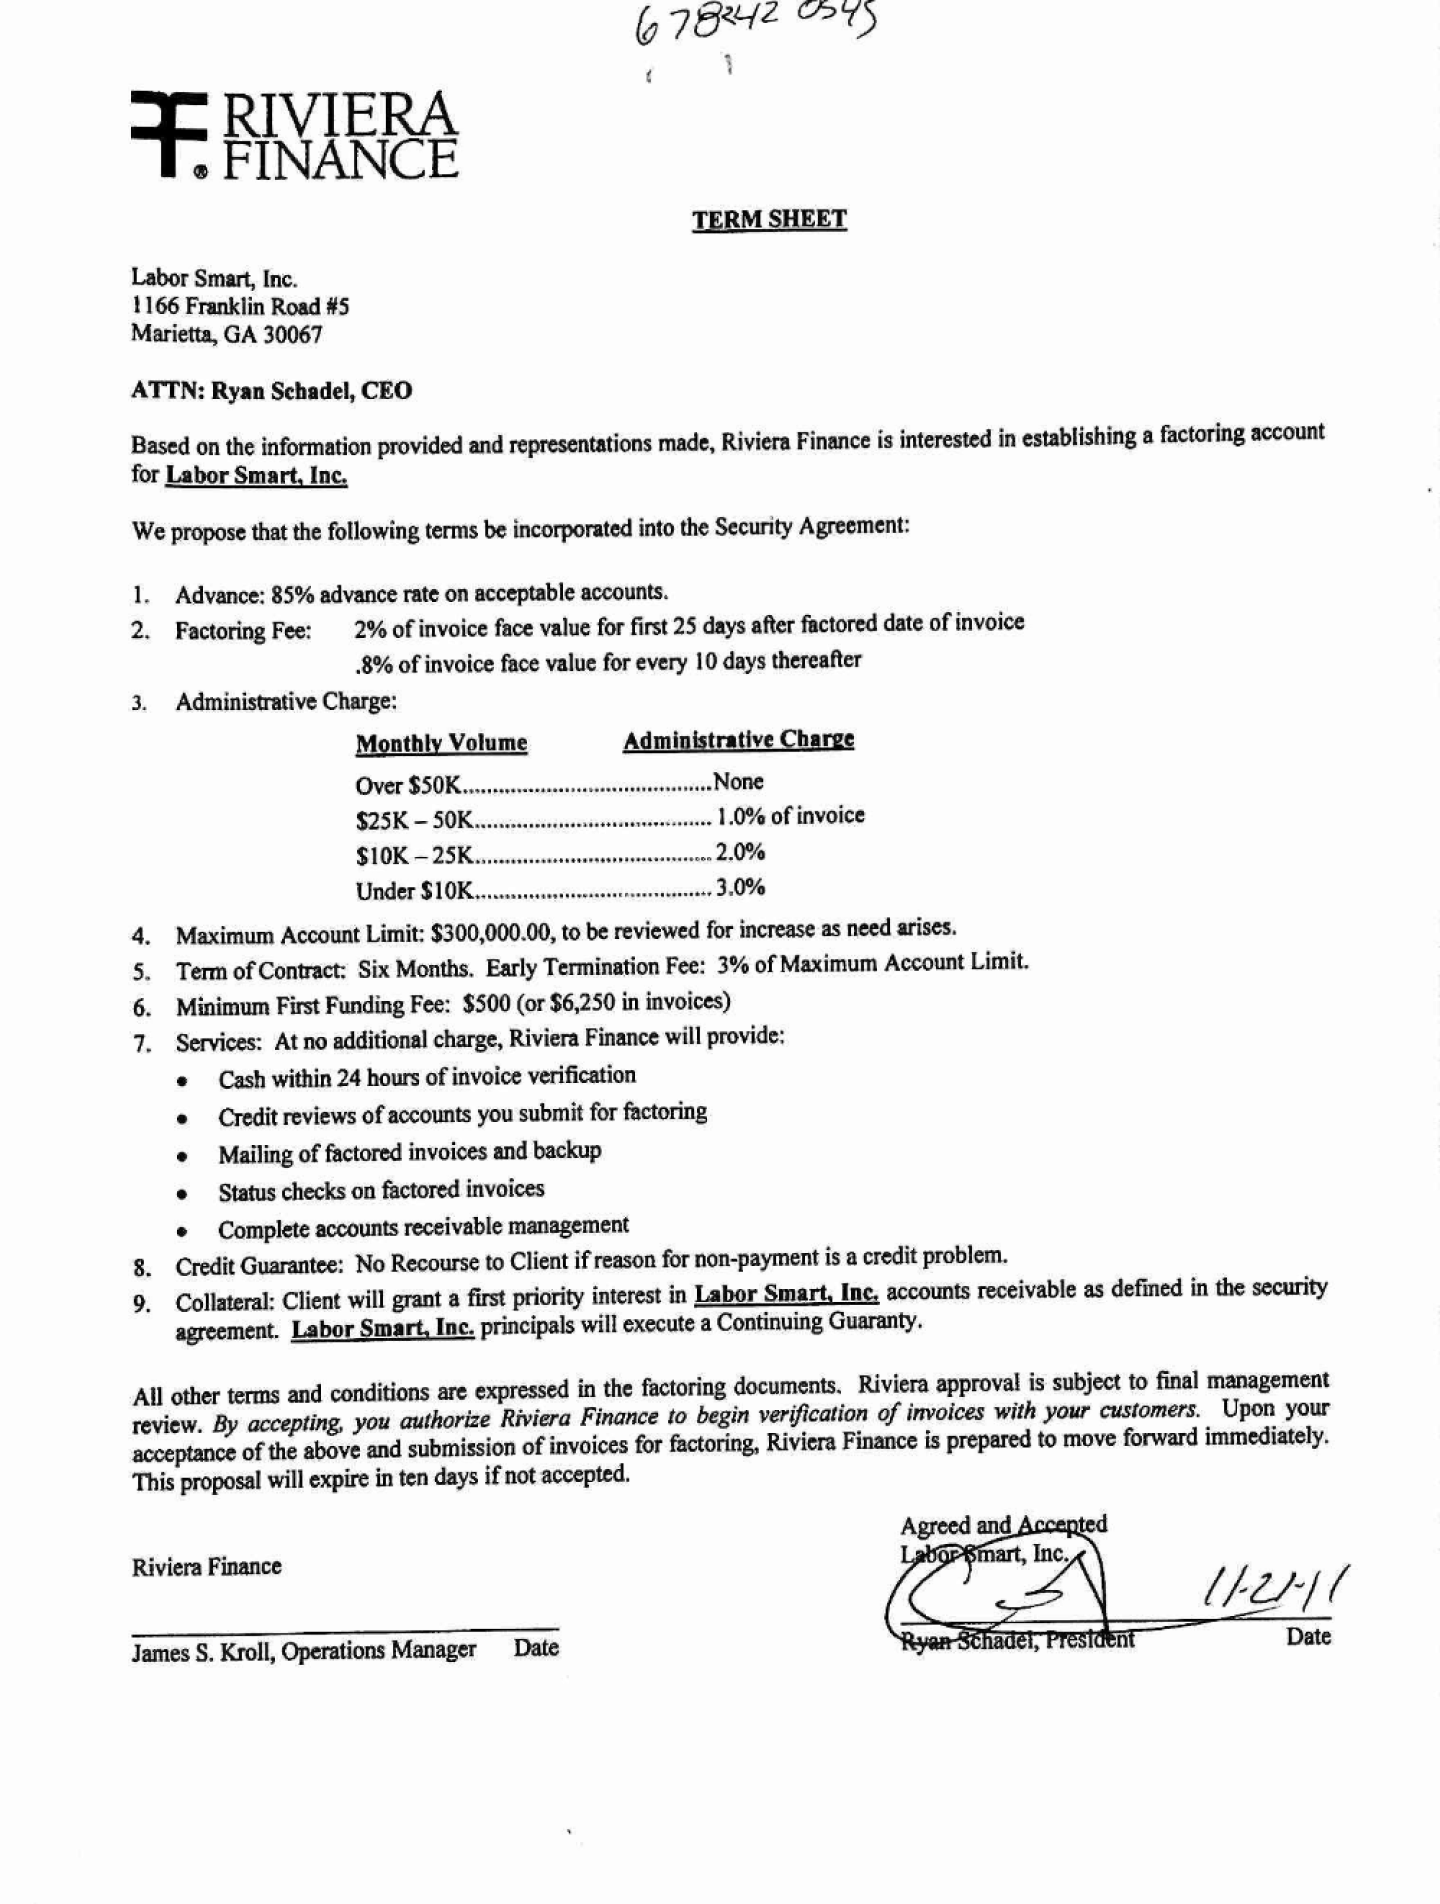 678242 0545
RIVIERA
FINANCE
TERM SHEET
Labor Smart, Inc.
1166 Franklin Road #5
Marietta, GA 30067
ATTN: Ryan Schadel, CEO
Based on the information provided and representations made, Riviera Finance is interested in establishing a factoring account
for Labor Smart, Inc.
We propose that the following terms be incorporated into the Security Agreement:
1. Advance: 85% advance rate on acceptable accounts.
2. Factoring Fee: 2% of invoice face value for first 25 days after factored date of invoice
.8% of invoice face value for every 10 days thereafter
3. Administrative Charge:
Monthly Volume Administrative Charge
Over $50K..........................................None
$25K – 50K........................................ 1.0% of invoice
$10K – 25K........................................ 2.0%
Under $10K........................................ 3.0%
4. Maximum Account Limit: $300,000.00, to be reviewed for increase as need arises.
5. Term of Contract: Six Months. Early Termination Fee: 3% of Maximum Account Limit.
6. Minimum First Funding Fee: $500 (or $6,250 in invoices)
7. Services: At no additional charge, Riviera Finance will provide:
• Cash within 24 hours of invoice verification
• Credit reviews of accounts you submit for factoring
• Mailing of factored invoices and backup
• Status checks on factored invoices
• Complete accounts receivable management
8. Credit Guarantee: No Recourse to Client if reason for non-payment is a credit problem.
9. Collateral: Client will grant a first priority interest in Labor Smart, Inc. accounts receivable as defined in the security
agreement. Labor Smart, Inc. principals will execute a Continuing Guaranty.
All other terms and conditions are expressed in the factoring documents. Riviera approval is subject to final management
review. By accepting, you authorize Riviera Finance to begin verification of invoices with your customers. Upon your
acceptance of the above and submission of invoices for factoring, Riviera Finance is prepared to move forward immediately.
This proposal will expire in ten days if not accepted.
Agreed and Accepted
Labor Smart, Inc.
Riviera Finance
11-21-11
James S. Kroll, Operations Manager Date
Ryan Schadel, President Date